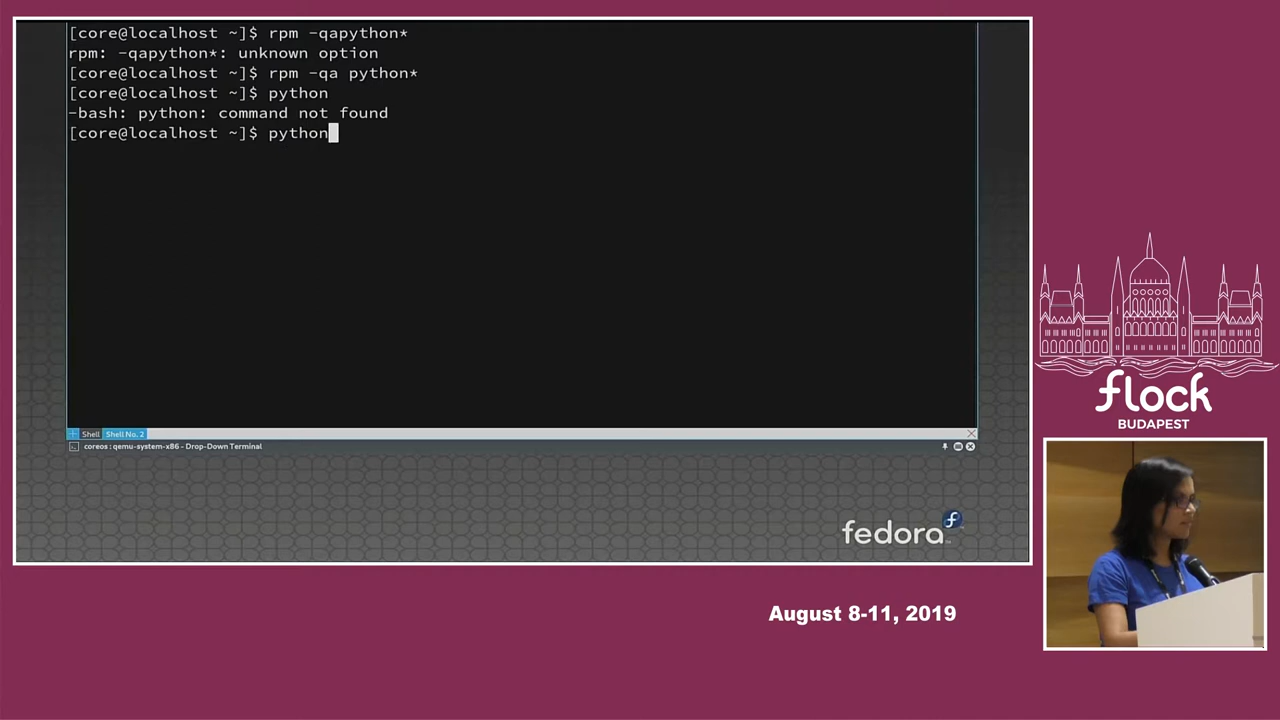 [core@localhost ~]$ rpm -qapython*
rpm: -qapython*: unknown option
[core@localhost ~]$ rpm -qa python*
[core@localhost ~]$ python
-bash: python: command not found
[core@localhost ~]$ python
Shell
Shell No. 2
coreos : qemu-system-x86 - Drop-Down Terminal
fedora
flock
BUDAPEST
August 8-11, 2019